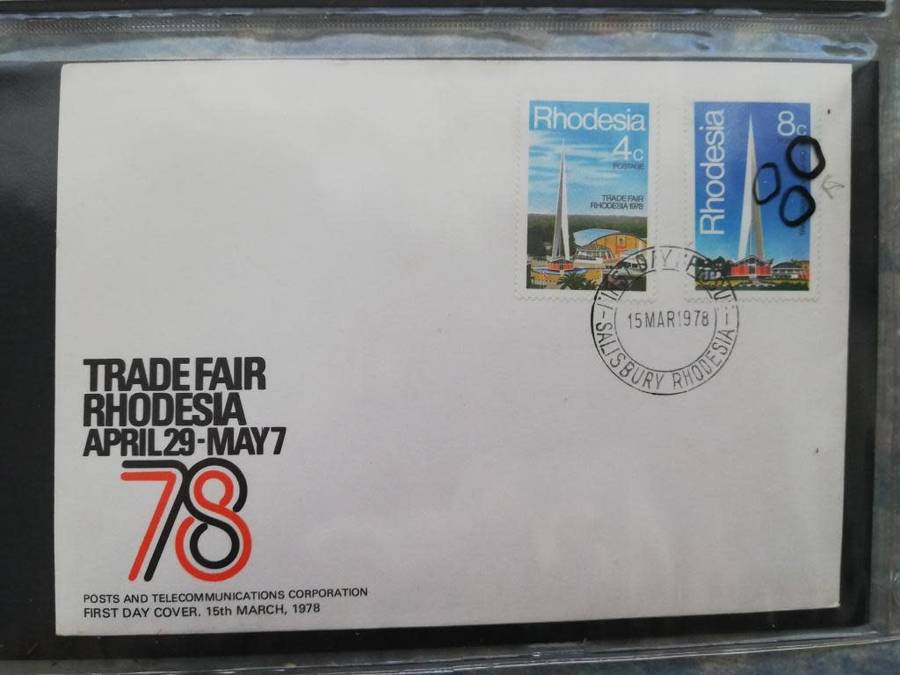 Rhodesia
4c
POSTAGE
TRADE FAIR
RHODESIA 1978
Rhodesia
8c
15 MAR 1978
SALISBURY RHODESIA
TRADE FAIR
RHODESIA
APRIL 29-MAY 7
78
POSTS AND TELECOMMUNICATIONS CORPORATION
FIRST DAY COVER. 15th MARCH, 1978